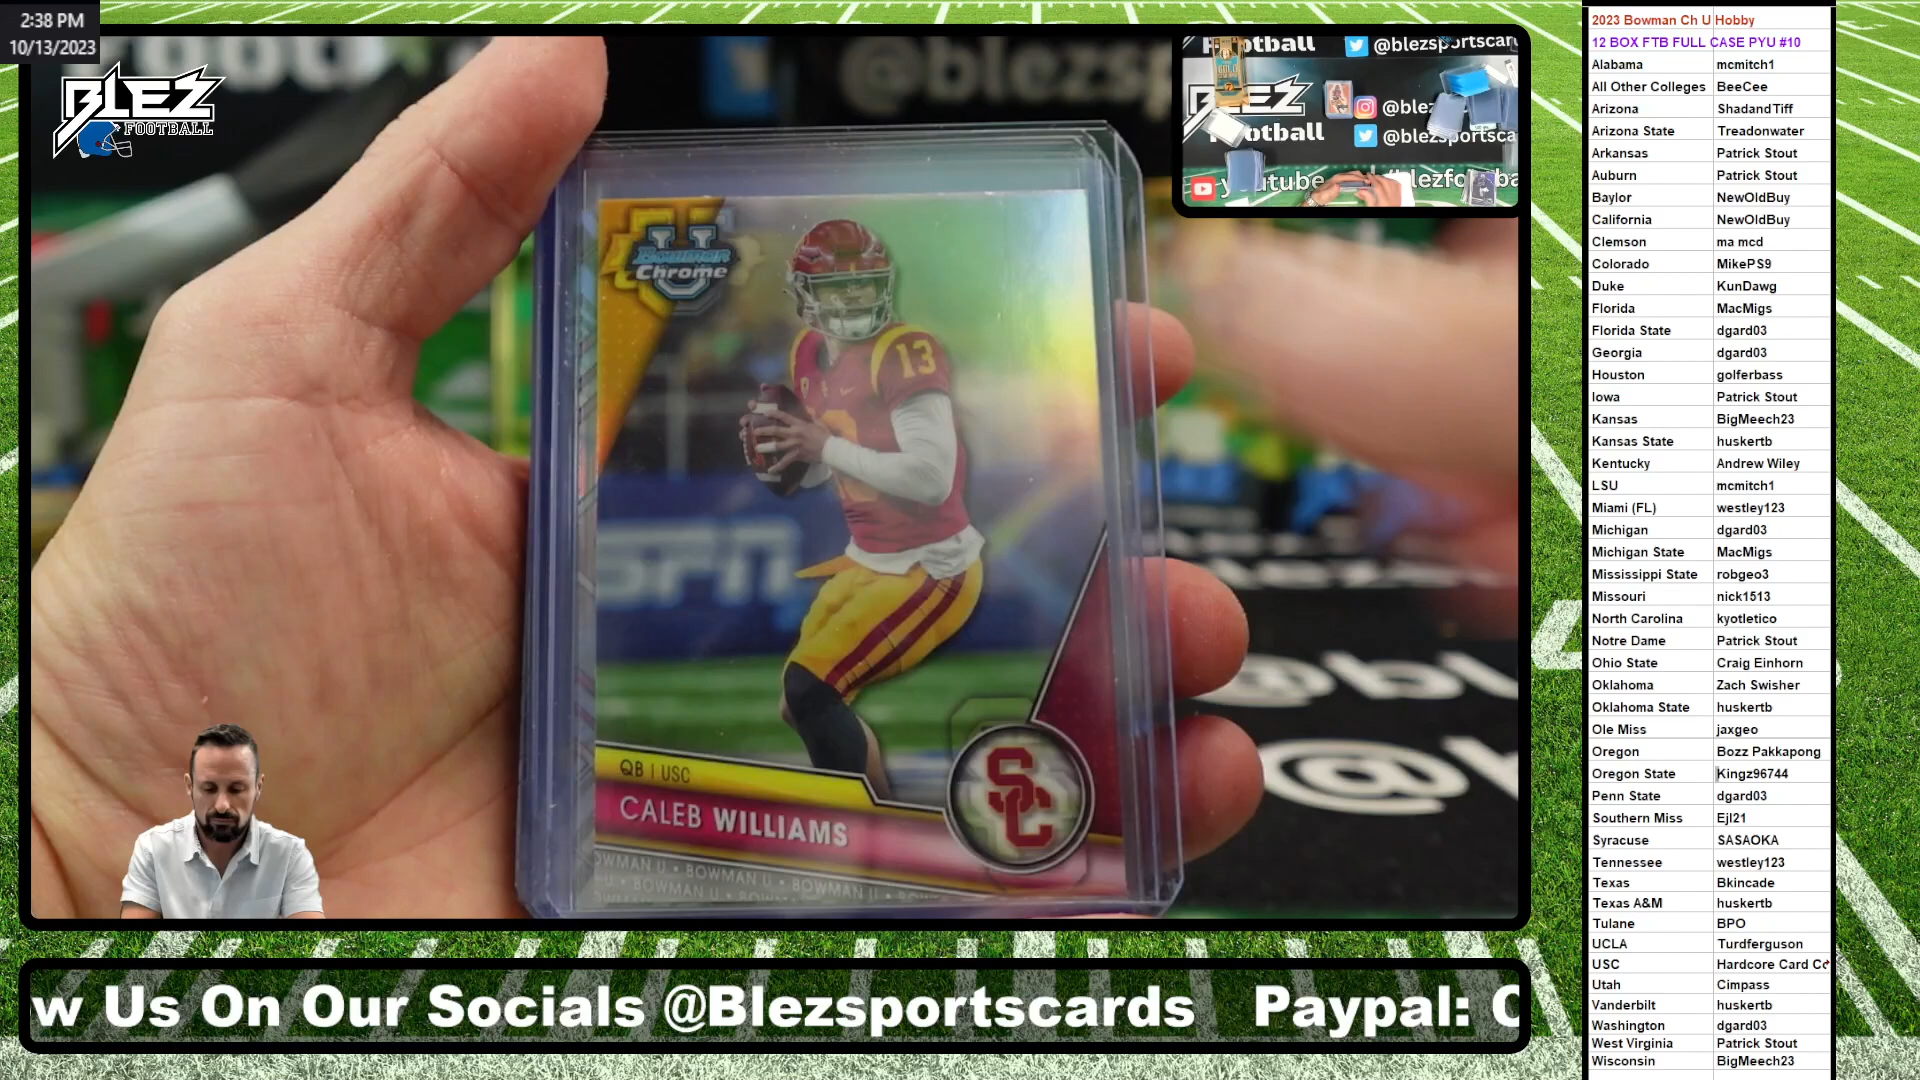 2:38 PM
10/13/2023
BLEZ
FOOTBALL
Bowman
Chrome
13
QB | USC
CALEB WILLIAMS
SC
BOWMAN U • BOWMAN U
• BOWMAN U •
@blezsportscar
BLEZ
@blez
@blezsportsca
youtube
blezfootba
2023 Bowman Ch U Hobby
12 BOX FTB FULL CASE PYU #10
Alabama mcmitch1
All Other Colleges BeeCee
Arizona ShadandTiff
Arizona State Treadonwater
Arkansas Patrick Stout
Auburn Patrick Stout
Baylor NewOldBuy
California NewOldBuy
Clemson ma mcd
Colorado MikePS9
Duke KunDawg
Florida MacMigs
Florida State dgard03
Georgia dgard03
Houston golferbass
Iowa Patrick Stout
Kansas BigMeech23
Kansas State huskertb
Kentucky Andrew Wiley
LSU mcmitch1
Miami (FL) westley123
Michigan dgard03
Michigan State MacMigs
Mississippi State robgeo3
Missouri nick1513
North Carolina kyotletico
Notre Dame Patrick Stout
Ohio State Craig Einhorn
Oklahoma Zach Swisher
Oklahoma State huskertb
Ole Miss jaxgeo
Oregon Bozz Pakkapong
Oregon State Kingz96744
Penn State dgard03
Southern Miss Ejl21
Syracuse SASAOKA
Tennessee westley123
Texas Bkincade
Texas A&M huskertb
Tulane BPO
UCLA Turdferguson
USC Hardcore Card Co
Utah Cimpass
Vanderbilt huskertb
Washington dgard03
West Virginia Patrick Stout
Wisconsin BigMeech23
w Us On Our Socials @Blezsportscards Paypal: